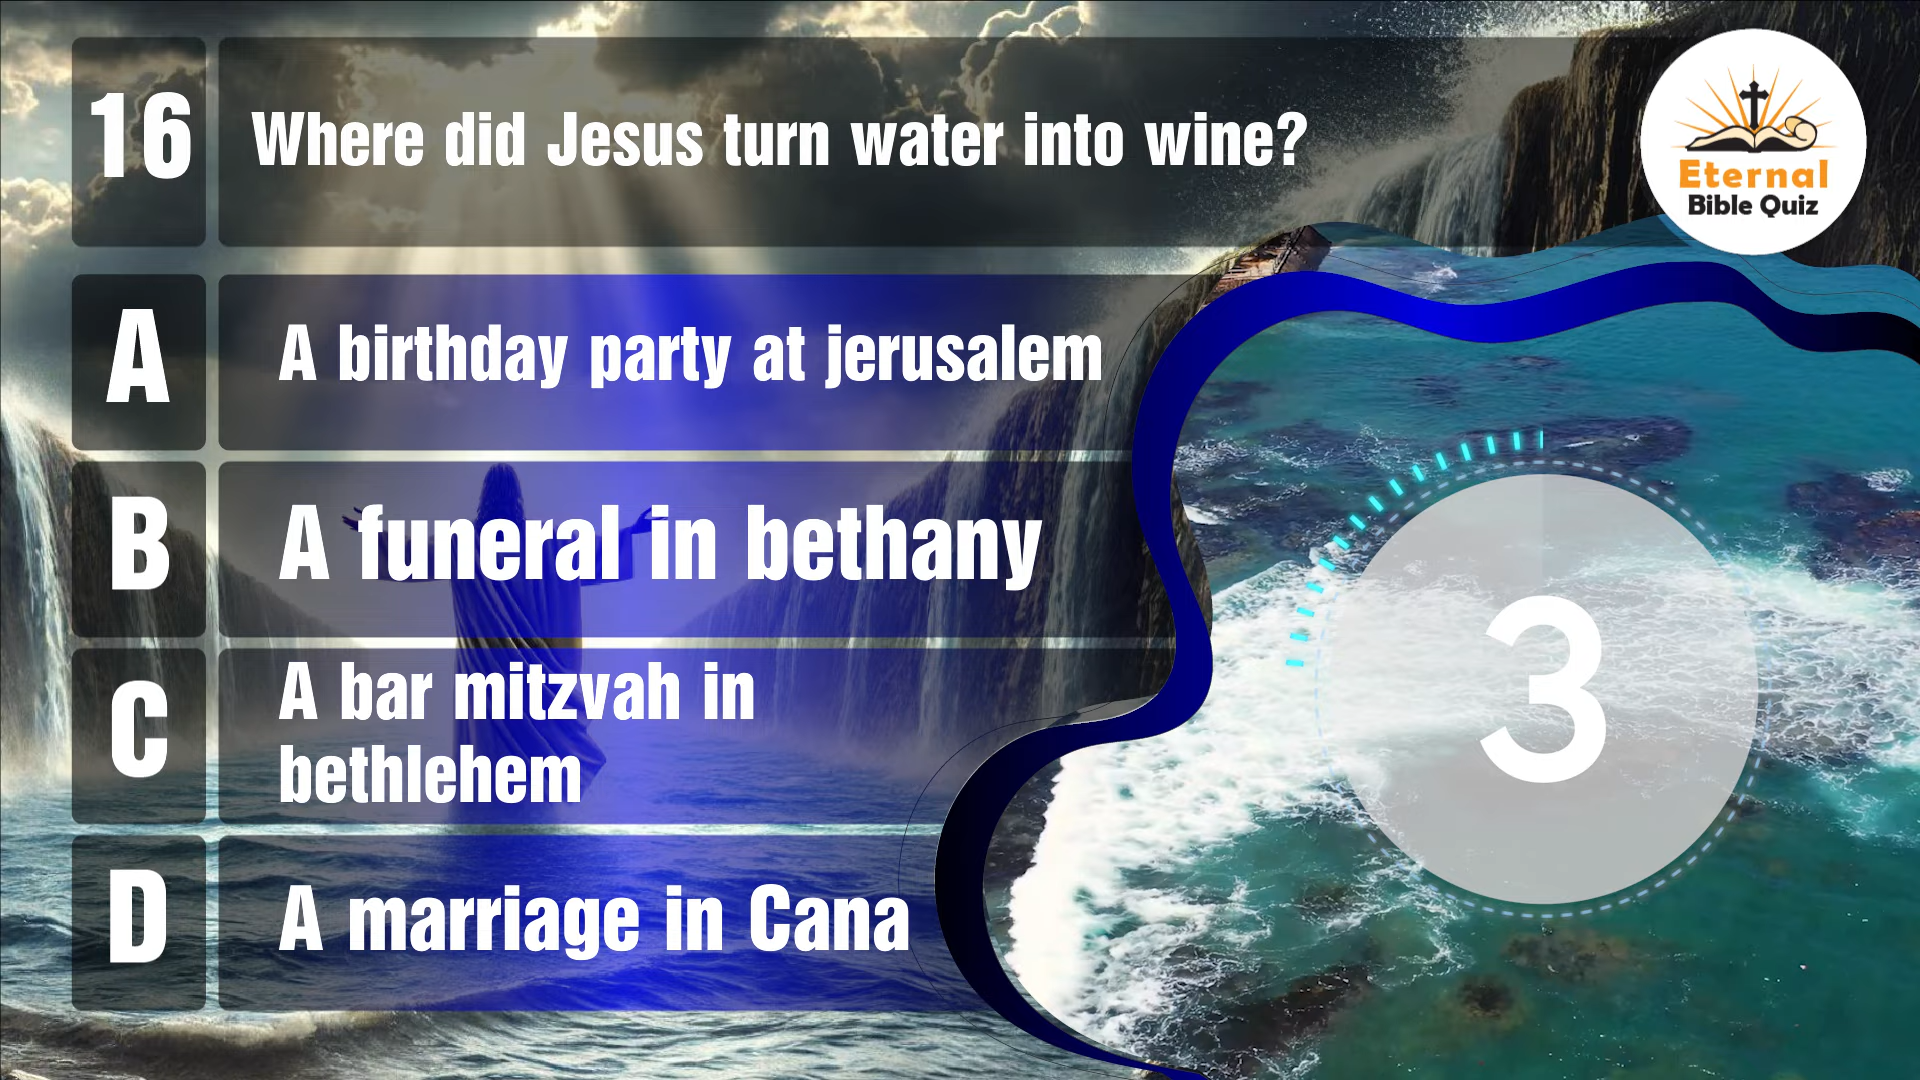 16
Where did Jesus turn water into wine?
Eternal
Bible Quiz
A
A birthday party at jerusalem
B
A funeral in bethany
C
A bar mitzvah in
bethlehem
D
A marriage in Cana
3